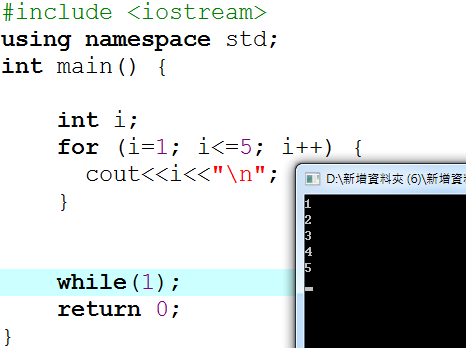 #include <iostream>
using namespace std;
int main() {
int i;
for (i=1; i<=5; i++) {
cout<<i<<"\n";
}
while(1);
return 0;
}
D:\新增資料夾 (6)\新增資料
1
2
3
4
5